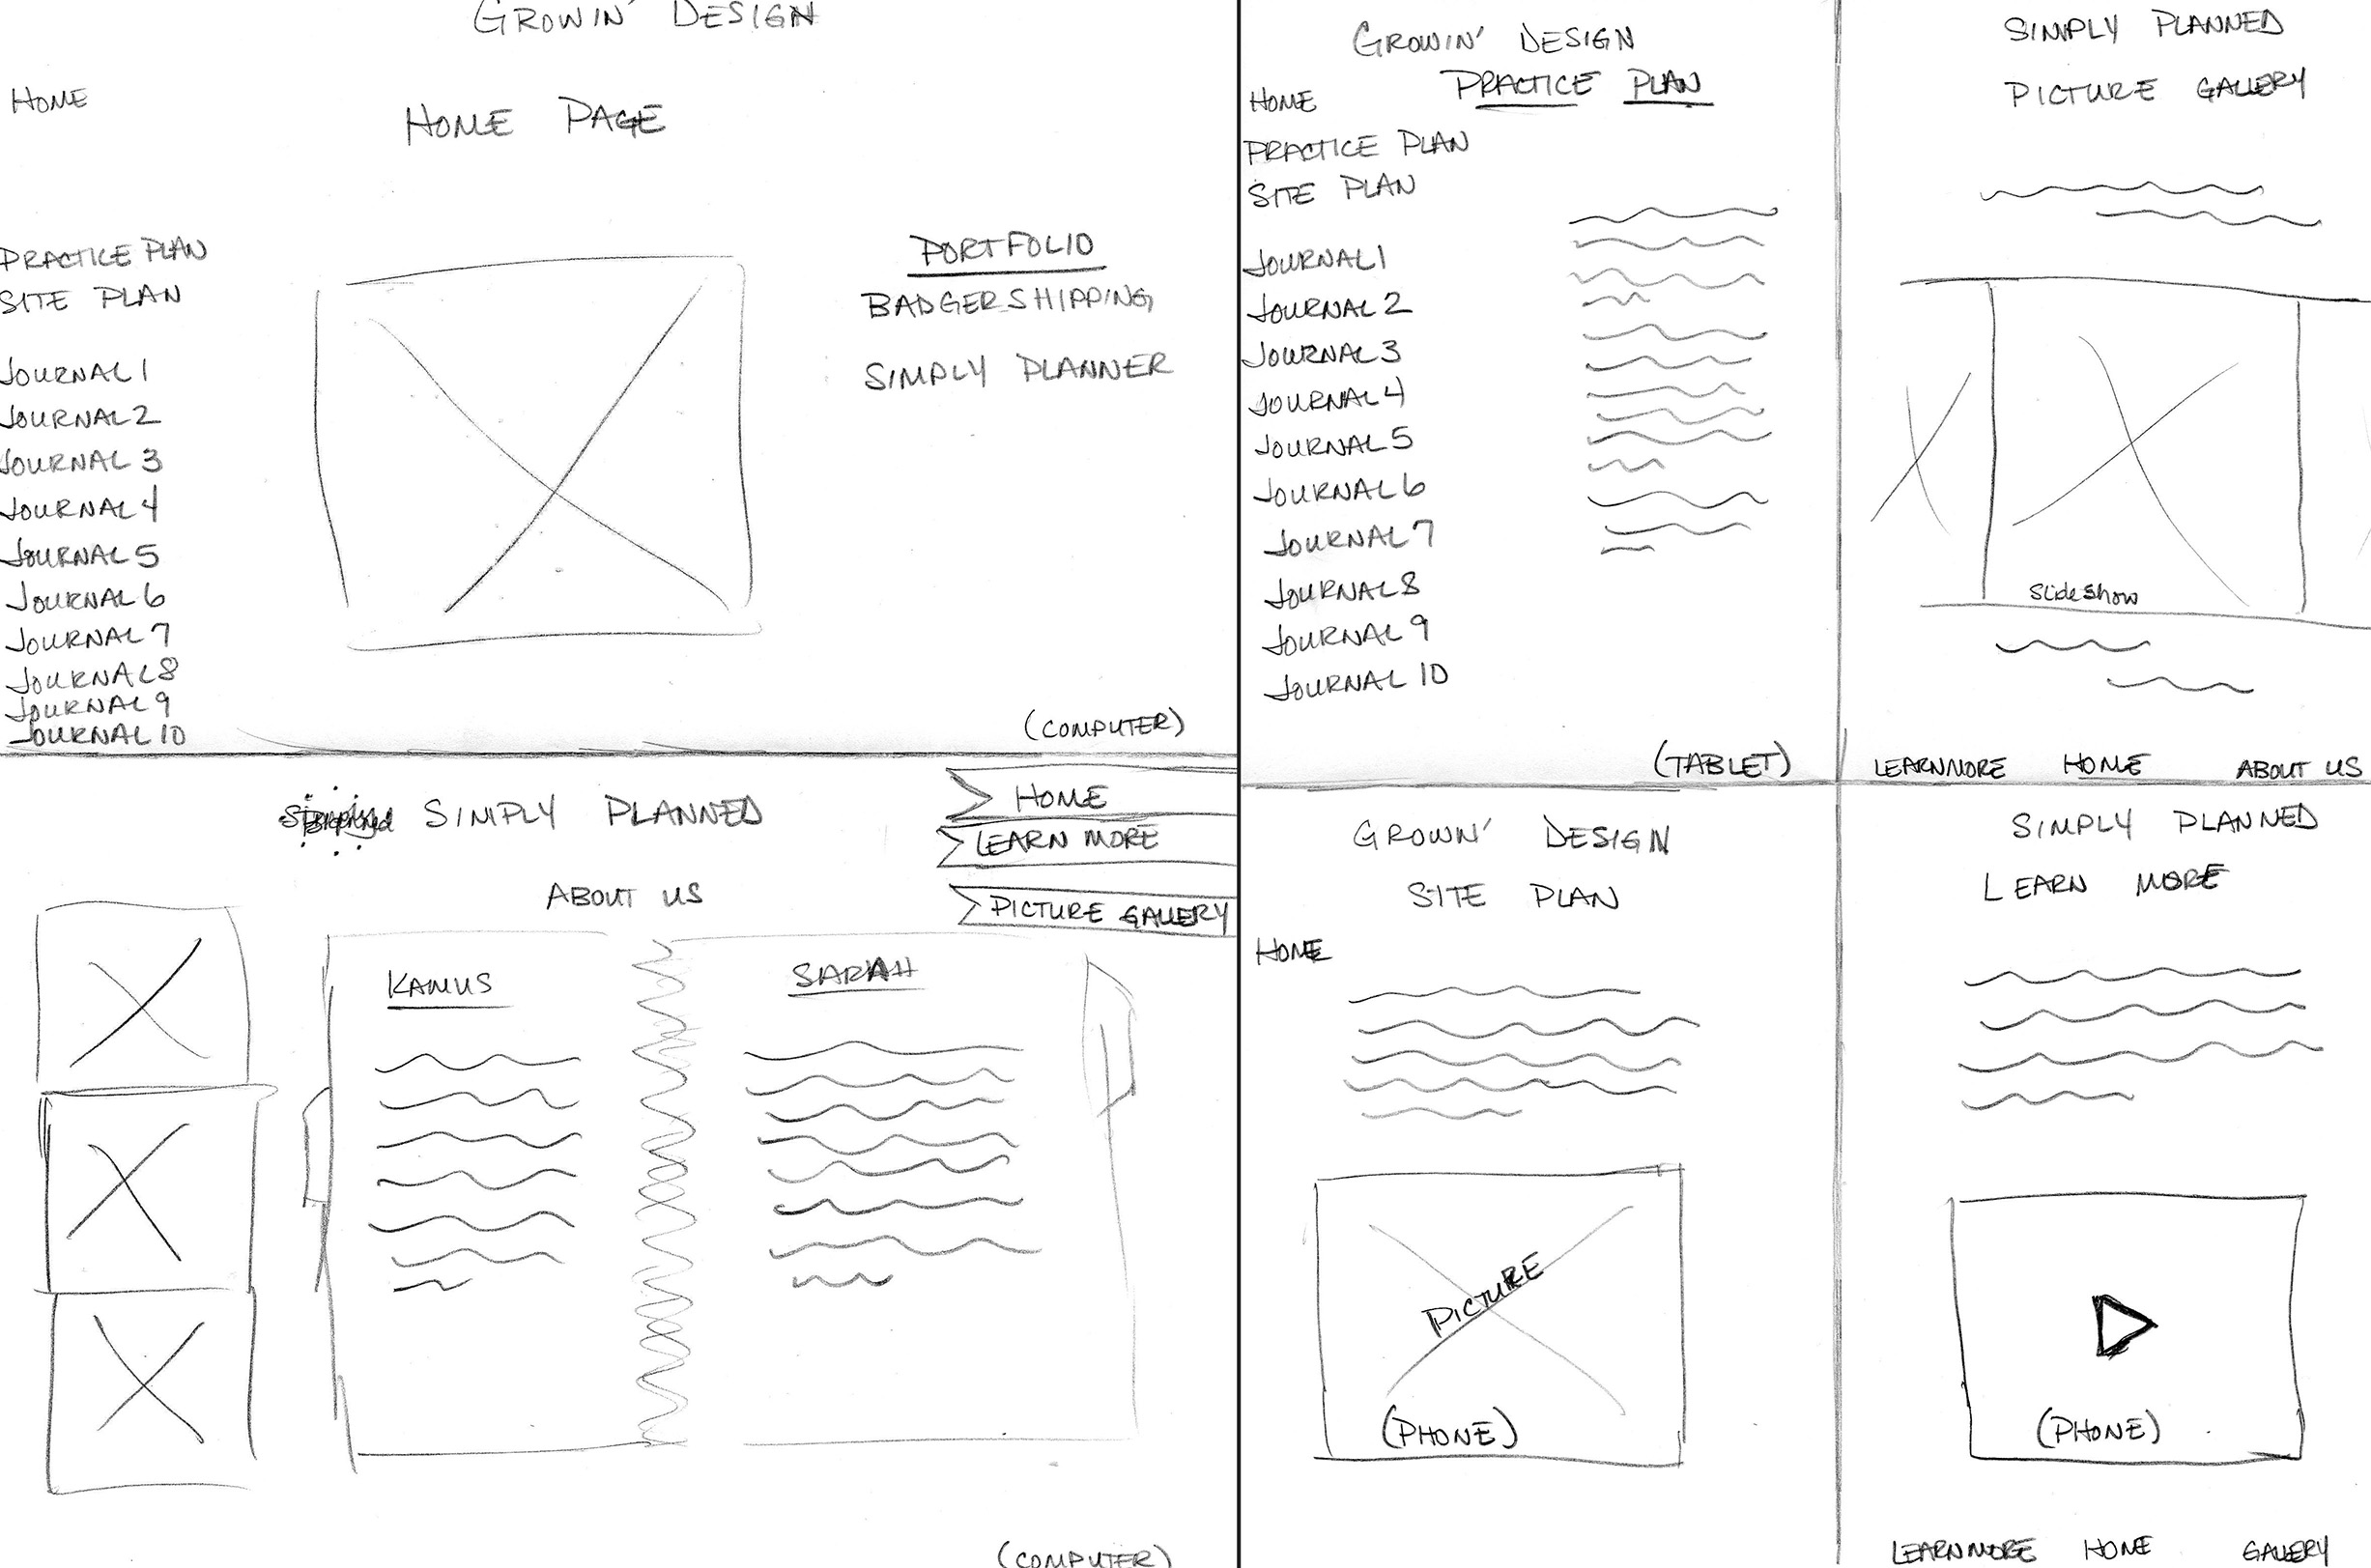 GROWIN' DESIGN
HOME
HOME PAGE
PRACTICE PLAN
SITE PLAN
JOURNAL 1
JOURNAL 2
JOURNAL 3
JOURNAL 4
JOURNAL 5
JOURNAL 6
JOURNAL 7
JOURNAL 8
JOURNAL 9
JOURNAL 10
PORTFOLIO
BADGER SHIPPING
SIMPLY PLANNER
(COMPUTER)
GROWIN' DESIGN
PRACTICE PLAN
HOME
PRACTICE PLAN
SITE PLAN
JOURNAL 1
JOURNAL 2
JOURNAL 3
JOURNAL 4
JOURNAL 5
JOURNAL 6
JOURNAL 7
JOURNAL 8
JOURNAL 9
JOURNAL 10
(TABLET)
SIMPLY PLANNED
PICTURE GALLERY
Slide Show
LEARN MORE HOME ABOUT US
SIMPLY PLANNED
HOME
LEARN MORE
PICTURE GALLERY
ABOUT US
KAMUS
SARAH
(COMPUTER)
GROWN' DESIGN
SITE PLAN
HOME
PICTURE
(PHONE)
SIMPLY PLANNED
LEARN MORE
(PHONE)
LEARN MORE HOME GALLERY